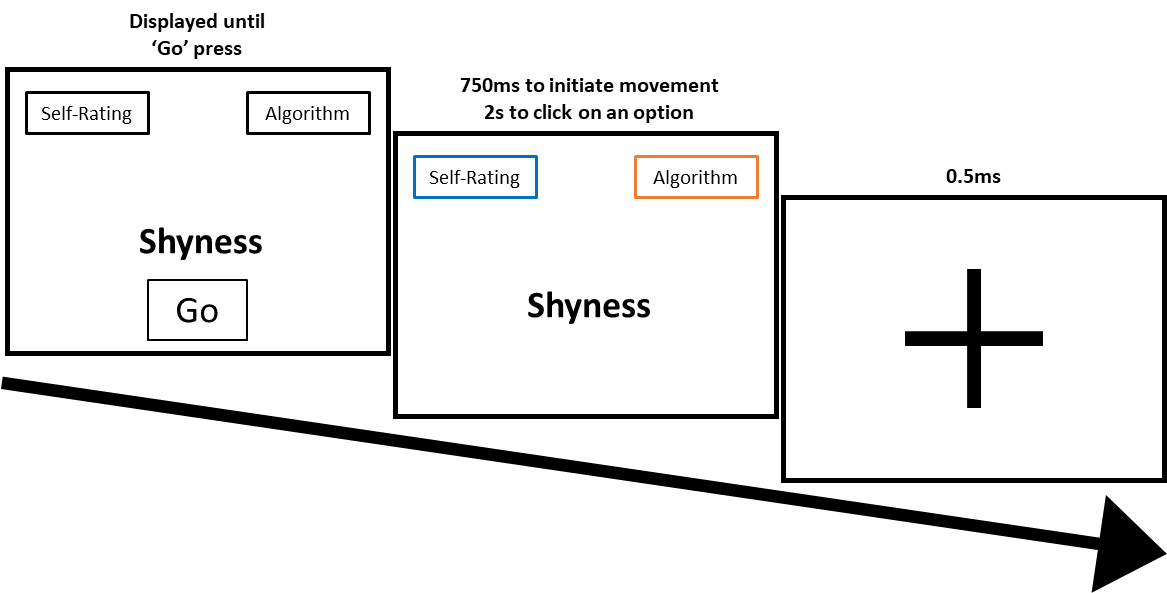 Displayed until
‘Go’ press
Self-Rating
Algorithm
Shyness
Go
750ms to initiate movement
2s to click on an option
Self-Rating
Algorithm
Shyness
0.5ms